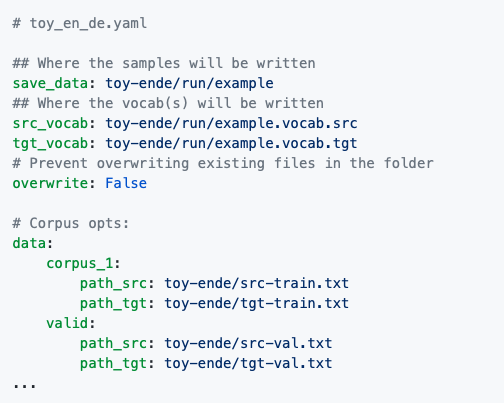 # toy_en_de.yaml

## Where the samples will be written
save_data: toy-ende/run/example
## Where the vocab(s) will be written
src_vocab: toy-ende/run/example.vocab.src
tgt_vocab: toy-ende/run/example.vocab.tgt
# Prevent overwriting existing files in the folder
overwrite: False

# Corpus opts:
data:
    corpus_1:
        path_src: toy-ende/src-train.txt
        path_tgt: toy-ende/tgt-train.txt
    valid:
        path_src: toy-ende/src-val.txt
        path_tgt: toy-ende/tgt-val.txt
...